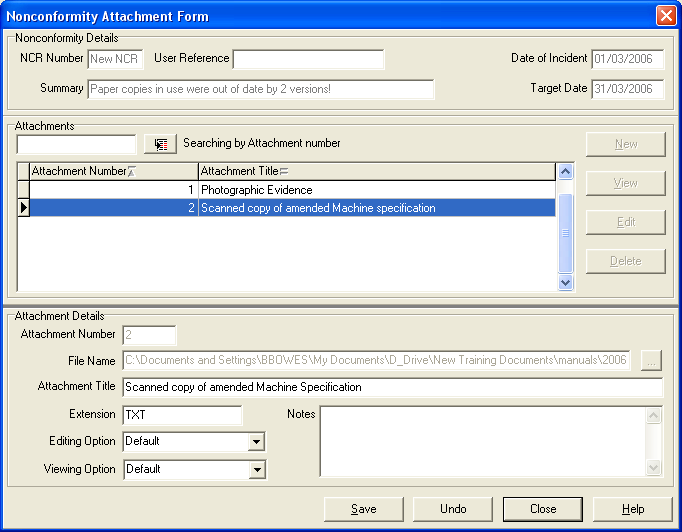 Nonconformity Attachment Form
Nonconformity Details
NCR Number New NCR User Reference Date of Incident 01/03/2006
Summary Paper copies in use were out of date by 2 versions! Target Date 31/03/2006
Attachments
Searching by Attachment number New
Attachment Number Attachment Title
1 Photographic Evidence View
2 Scanned copy of amended Machine specification
Edit
Delete
Attachment Details
Attachment Number 2
File Name C:\Documents and Settings\BBOWES\My Documents\D_Drive\New Training Documents\manuals\2006 ...
Attachment Title Scanned copy of amended Machine Specification
Extension TXT Notes
Editing Option Default
Viewing Option Default
Save Undo Close Help